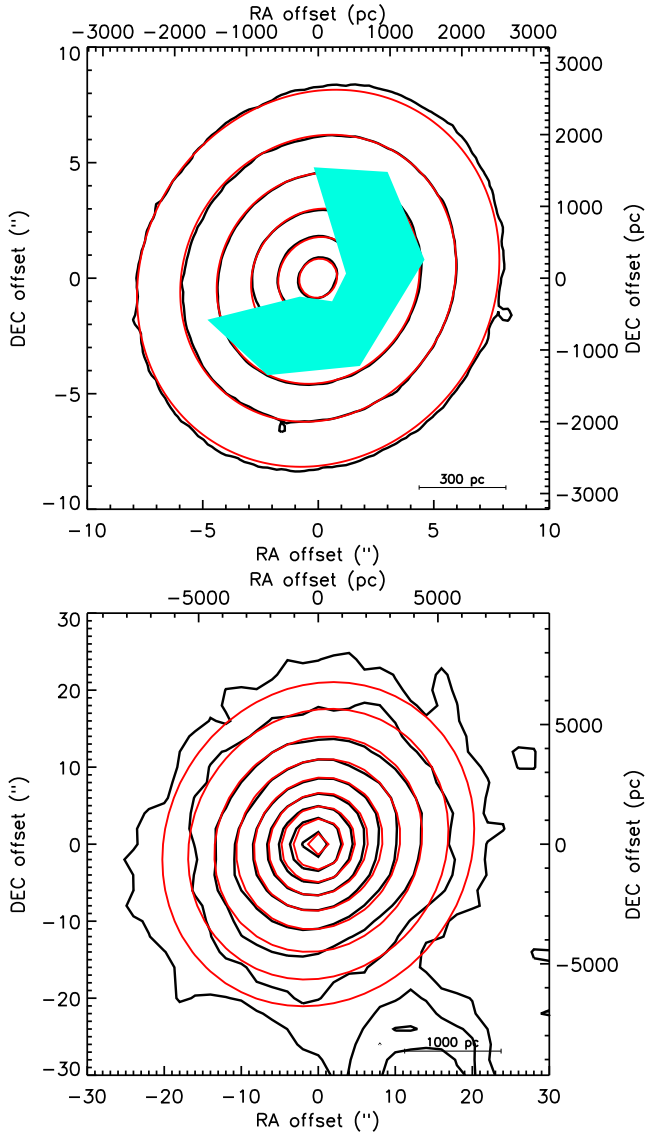 RA offset (pc)
−3000 −2000 −1000 0 1000 2000 3000
10
5
0
−5
−10
DEC offset ('')
3000
2000
1000
0
−1000
−2000
−3000
DEC offset (pc)
300 pc
−10 −5 0 5 10
RA offset ('')
RA offset (pc)
−5000 0 5000
30
20
10
0
−10
−20
−30
DEC offset ('')
5000
0
−5000
DEC offset (pc)
1000 pc
−30 −20 −10 0 10 20 30
RA offset ('')